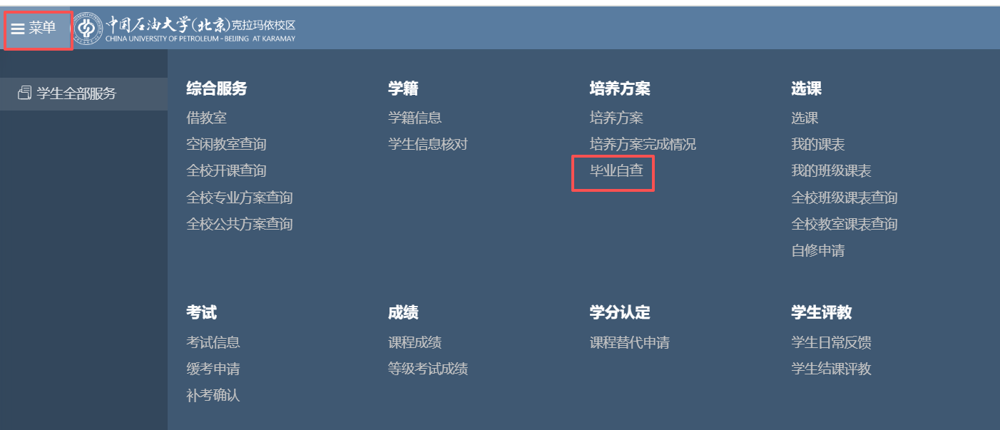 菜单
中国石油大学(北京)克拉玛依校区
CHINA UNIVERSITY OF PETROLEUM - BEIJING AT KARAMAY
学生全部服务
综合服务
借教室
空闲教室查询
全校开课查询
全校专业方案查询
全校公共方案查询
学籍
学籍信息
学生信息核对
培养方案
培养方案
培养方案完成情况
毕业自查
选课
选课
我的课表
我的班级课表
全校班级课表查询
全校教室课表查询
自修申请
考试
考试信息
缓考申请
补考确认
成绩
课程成绩
等级考试成绩
学分认定
课程替代申请
学生评教
学生日常反馈
学生结课评教